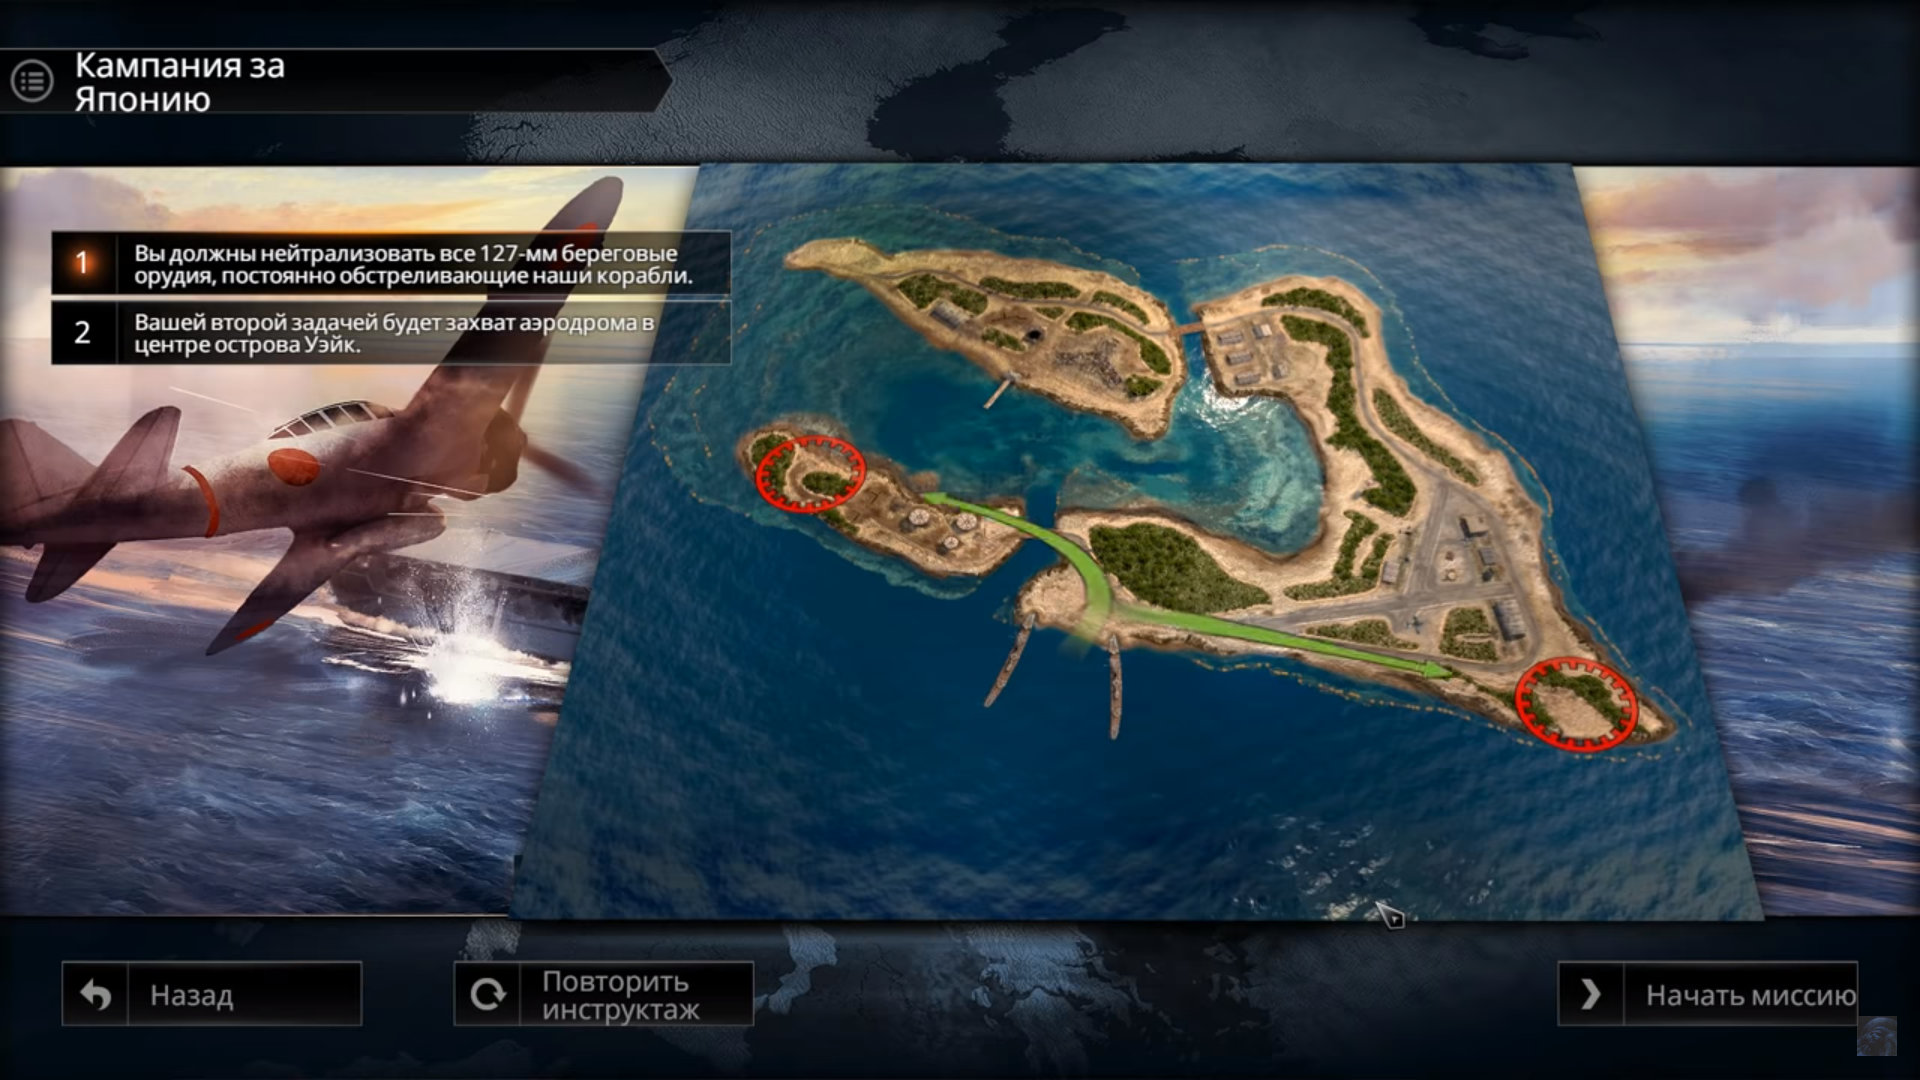 Кампания за
Японию
1
Вы должны нейтрализовать все 127-мм береговые
орудия, постоянно обстреливающие наши корабли.
2
Вашей второй задачей будет захват аэродрома в
центре острова Уэйк.
Назад
Повторить
инструктаж
Начать миссию